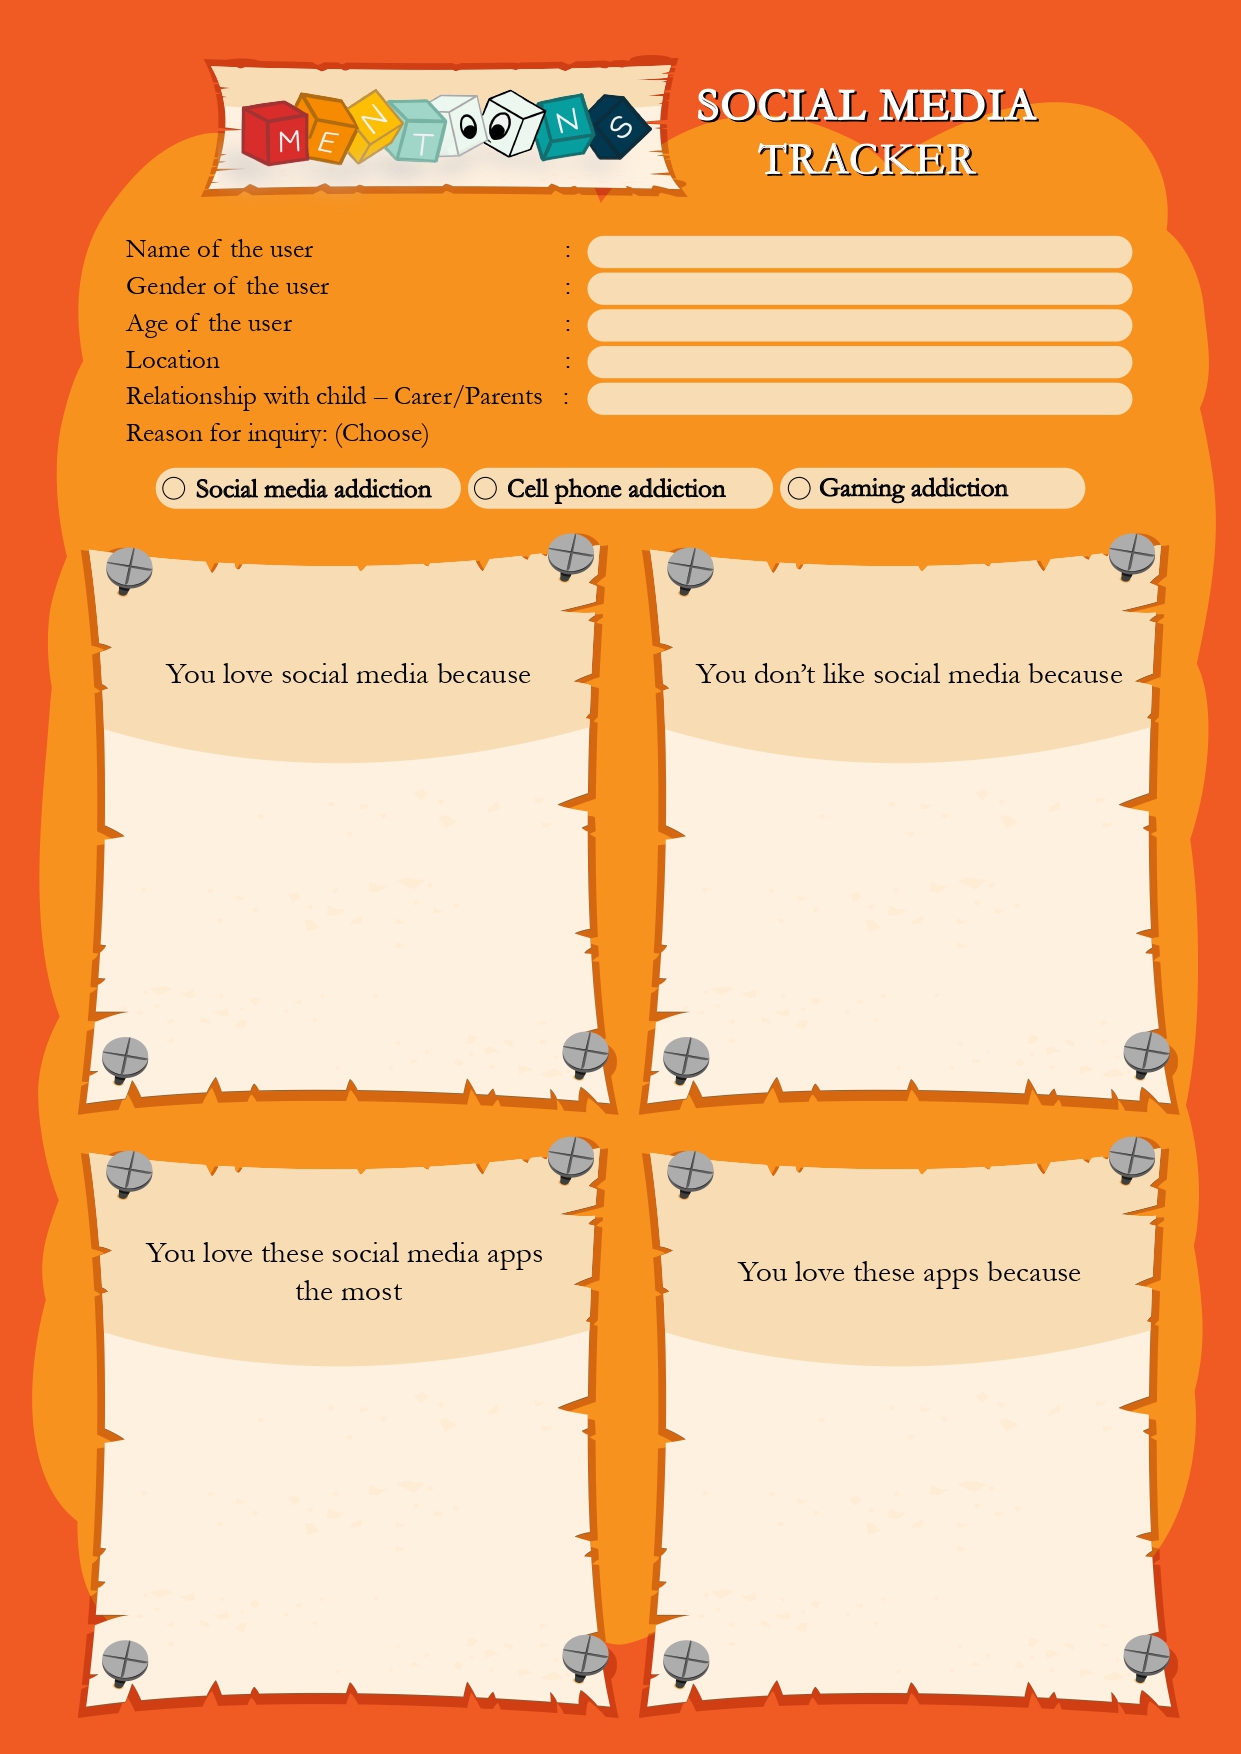 MENTOONS
SOCIAL MEDIA
TRACKER
Name of the user :
Gender of the user :
Age of the user :
Location :
Relationship with child – Carer/Parents :
Reason for inquiry: (Choose)
Social media addiction
Cell phone addiction
Gaming addiction
You love social media because
You don’t like social media because
You love these social media apps
the most
You love these apps because